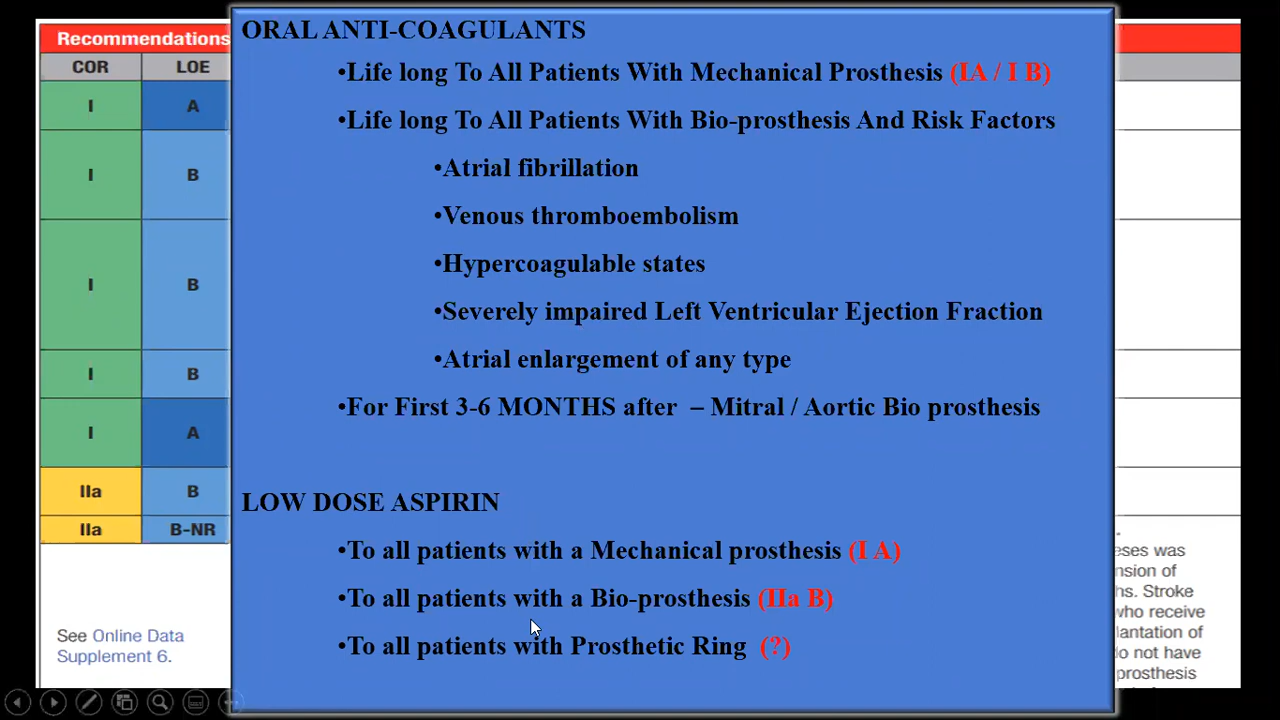 ORAL ANTI-COAGULANTS
Recommendations
•Life long To All Patients With Mechanical Prosthesis (IA / I B)
COR LOE
I A
•Life long To All Patients With Bio-prosthesis And Risk Factors
•Atrial fibrillation
I B
•Venous thromboembolism
•Hypercoagulable states
I B
•Severely impaired Left Ventricular Ejection Fraction
•Atrial enlargement of any type
I B
•For First 3-6 MONTHS after – Mitral / Aortic Bio prosthesis
I A
IIa B
LOW DOSE ASPIRIN
IIa B-NR
•To all patients with a Mechanical prosthesis (I A)
eses was
nsion of
•To all patients with a Bio-prosthesis (IIa B)
hs. Stroke
who receive
See Online Data
lantation of
•To all patients with Prosthetic Ring (?)
Supplement 6.
do not have
prosthesis